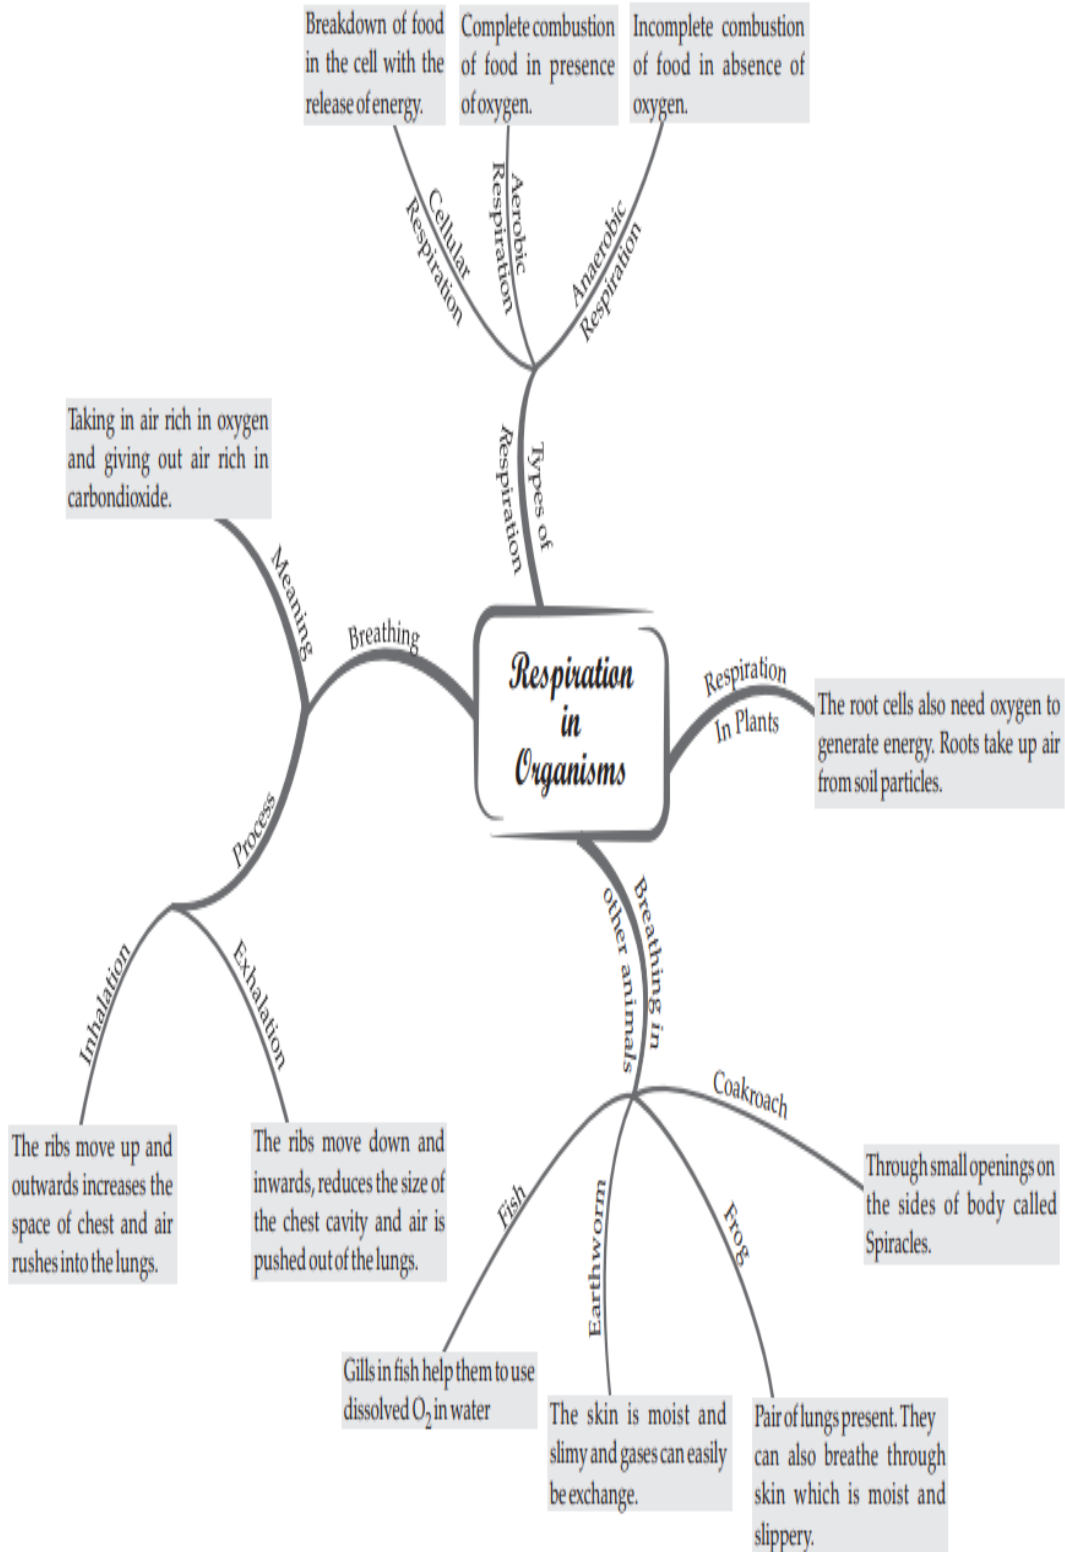 Breakdown of food
in the cell with the
release of energy.
Complete combustion
of food in presence
of oxygen.
Incomplete combustion
of food in absence of
oxygen.
Cellular
Respiration
Aerobic
Respiration
Anaerobic
Respiration
Types of
Respiration
Taking in air rich in oxygen
and giving out air rich in
carbondioxide.
Meaning
Breathing
Process
Respiration
in
Organisms
Respiration
In Plants
The root cells also need oxygen to
generate energy. Roots take up air
from soil particles.
Inhalation
Exhalation
The ribs move up and
outwards increases the
space of chest and air
rushes into the lungs.
The ribs move down and
inwards, reduces the size of
the chest cavity and air is
pushed out of the lungs.
Breathing in
other animals
Fish
Earthworm
Frog
Coakroach
Gills in fish help them to use
dissolved O₂ in water
The skin is moist and
slimy and gases can easily
be exchange.
Pair of lungs present. They
can also breathe through
skin which is moist and
slippery.
Through small openings on
the sides of body called
Spiracles.